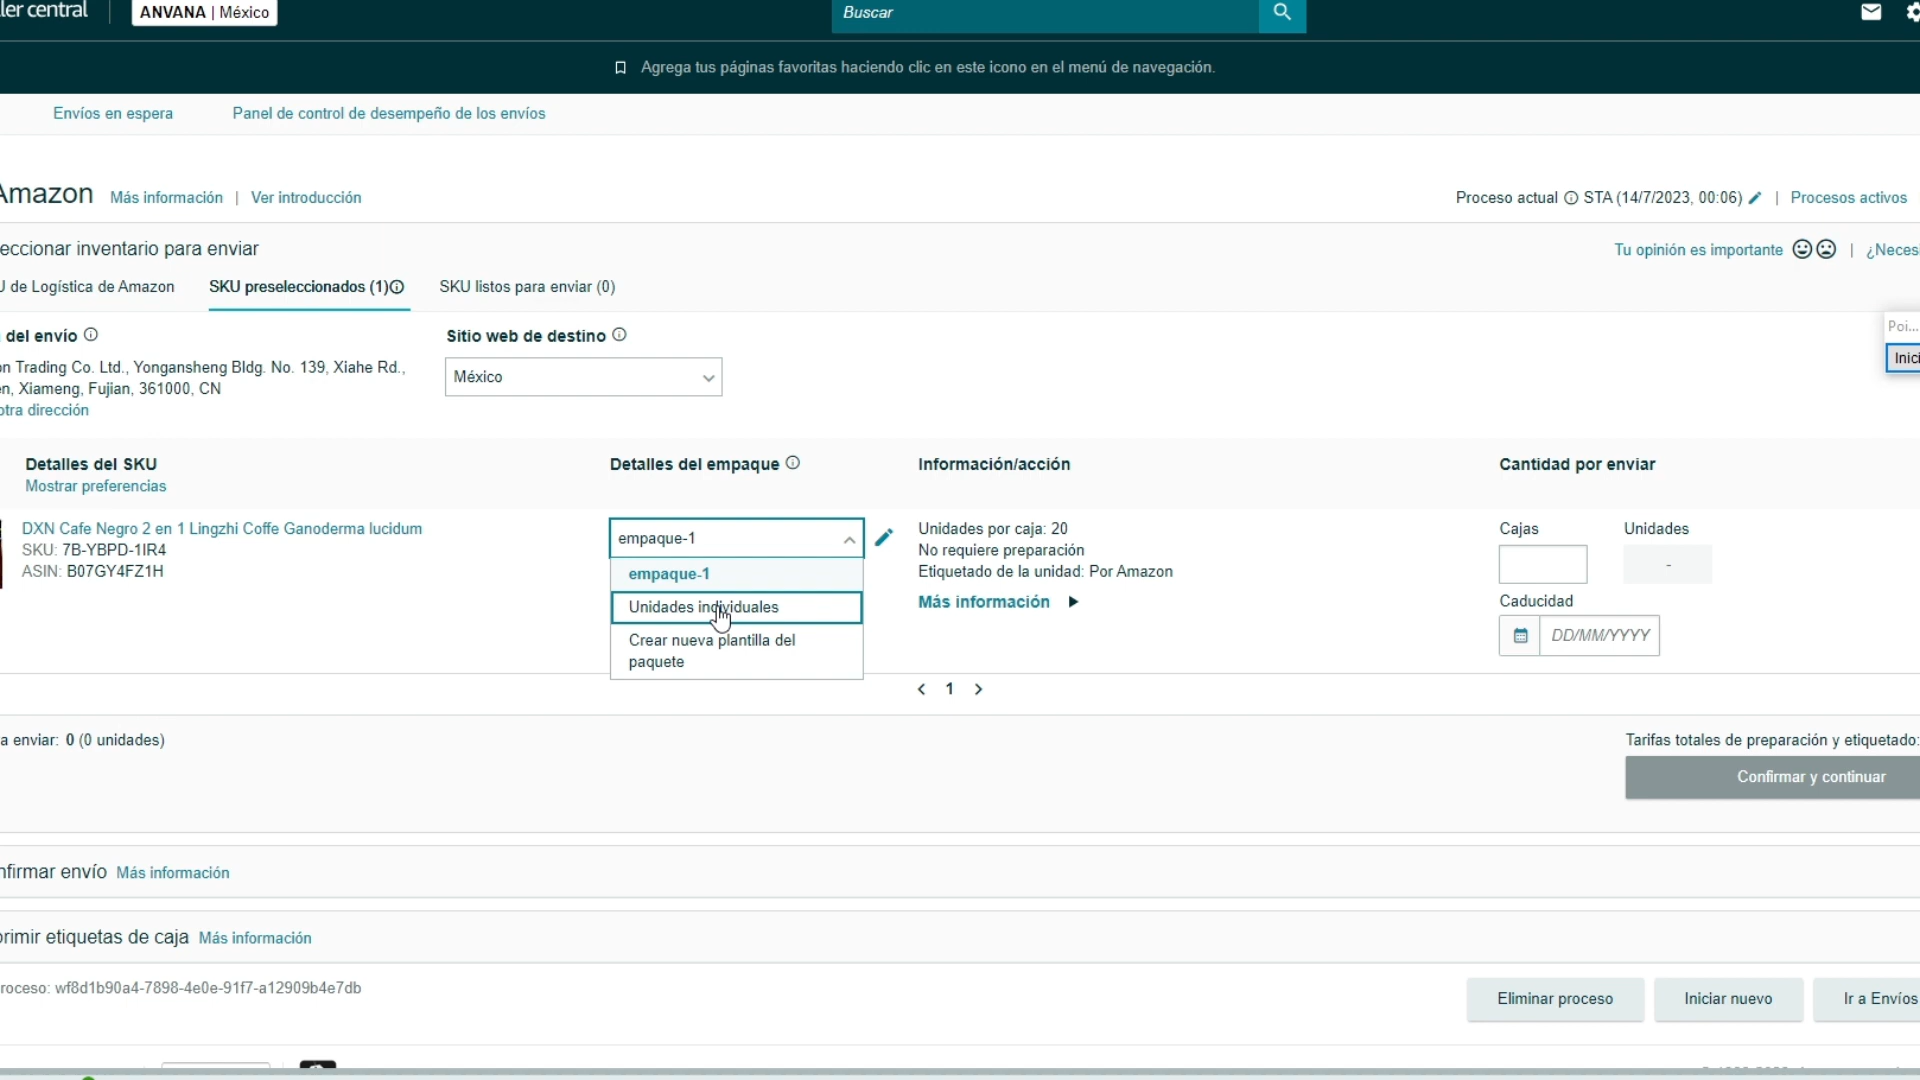 ler central
ANVANA | México
Buscar
Agrega tus páginas favoritas haciendo clic en este icono en el menú de navegación.
Envíos en espera
Panel de control de desempeño de los envíos
Amazon
Más información | Ver introducción
Proceso actual STA (14/7/2023, 00:06) | Procesos activos
eccionar inventario para enviar
Tu opinión es importante | ¿Necesi
U de Logística de Amazon
SKU preseleccionados (1)
SKU listos para enviar (0)
del envío
Sitio web de destino
Poi...
Inici
on Trading Co. Ltd., Yongansheng Bldg. No. 139, Xiahe Rd.,
en, Xiameng, Fujian, 361000, CN
otra dirección
México
Detalles del SKU
Mostrar preferencias
Detalles del empaque
Información/acción
Cantidad por enviar
DXN Cafe Negro 2 en 1 Lingzhi Coffe Ganoderma lucidum
SKU: 7B-YBPD-1IR4
ASIN: B07GY4FZ1H
empaque-1
empaque-1
Unidades individuales
Crear nueva plantilla del
paquete
Unidades por caja: 20
No requiere preparación
Etiquetado de la unidad: Por Amazon
Más información
Cajas
Unidades
-
Caducidad
DD/MM/YYYY
1
a enviar: 0 (0 unidades)
Tarifas totales de preparación y etiquetado:
Confirmar y continuar
nfirmar envío Más información
primir etiquetas de caja Más información
roceso: wf8d1b90a4-7898-4e0e-91f7-a12909b4e7db
Eliminar proceso
Iniciar nuevo
Ir a Envíos